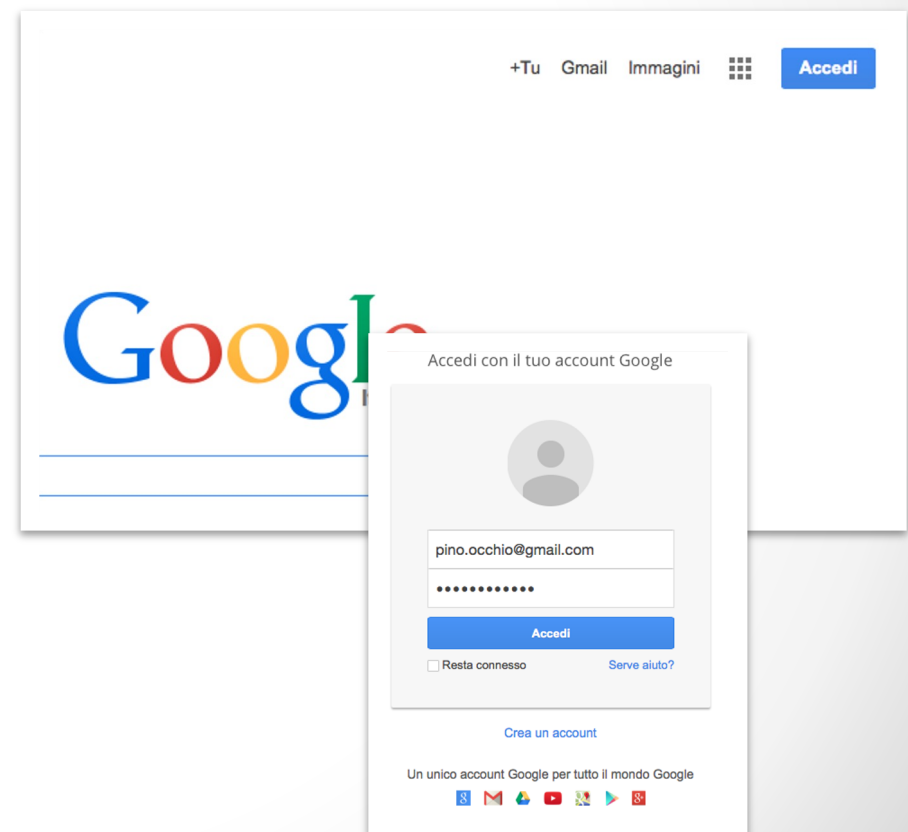 +Tu Gmail Immagini Accedi
Google
Accedi con il tuo account Google
pino.occhio@gmail.com
••••••••••••
Accedi
Resta connesso Serve aiuto?
Crea un account
Un unico account Google per tutto il mondo Google